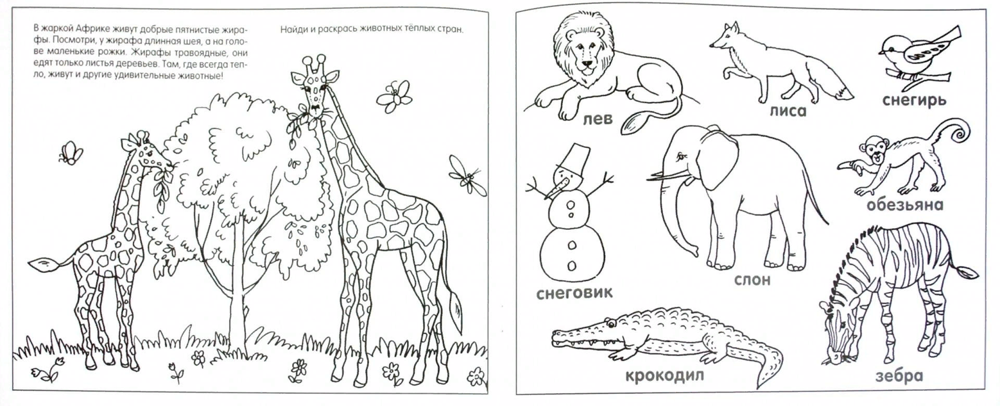 В жаркой Африке живут добрые пятнистые жира-
фы. Посмотри, у жирафа длинная шея, а на голо-
ве маленькие рожки. Жирафы травоядные, они
едят только листья деревьев. Там, где всегда теп-
ло, живут и другие удивительные животные!
Найди и раскрась животных тёплых стран.
лев
лиса
снегирь
обезьяна
слон
снеговик
крокодил
зебра